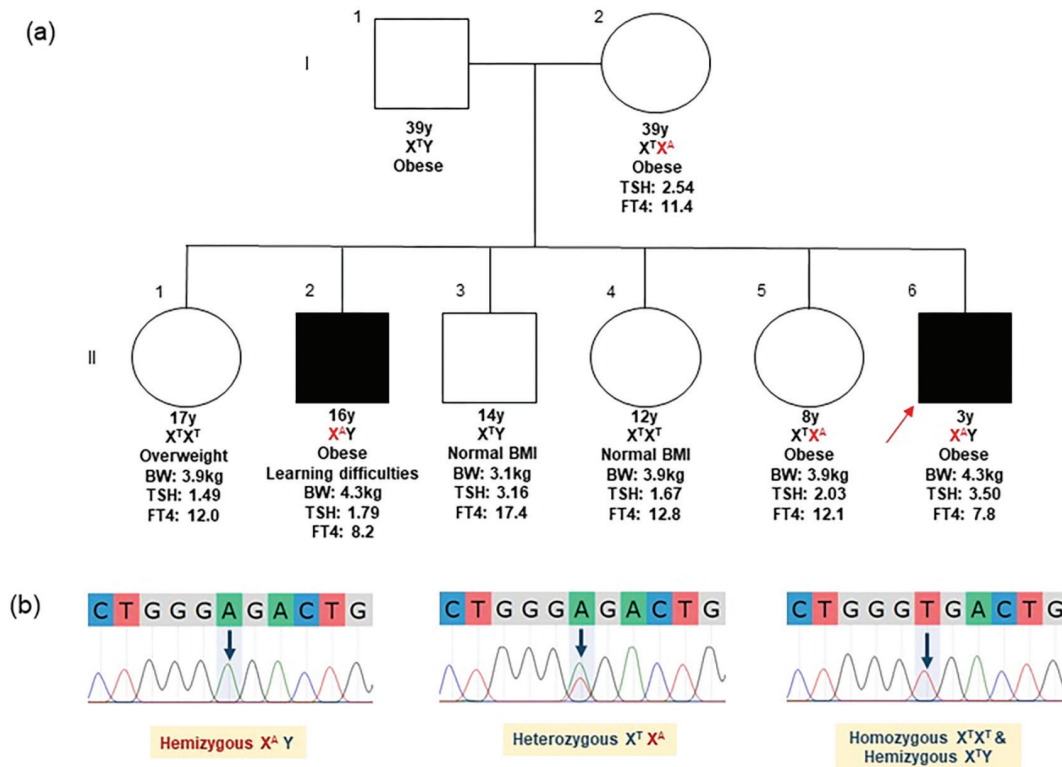 (a)
I
1
2
39y
XᵀY
Obese
39y
XᵀXᴬ
Obese
TSH: 2.54
FT4: 11.4
II
1
2
3
4
5
6
17y
XᵀXᵀ
Overweight
BW: 3.9kg
TSH: 1.49
FT4: 12.0
16y
XᴬY
Obese
Learning difficulties
BW: 4.3kg
TSH: 1.79
FT4: 8.2
14y
XᵀY
Normal BMI
BW: 3.1kg
TSH: 3.16
FT4: 17.4
12y
XᵀXᵀ
Normal BMI
BW: 3.9kg
TSH: 1.67
FT4: 12.8
8y
XᵀXᴬ
Obese
BW: 3.9kg
TSH: 2.03
FT4: 12.1
3y
XᴬY
Obese
BW: 4.3kg
TSH: 3.50
FT4: 7.8
(b)
C T G G G A G A C T G
Hemizygous Xᴬ Y
C T G G G A G A C T G
Heterozygous Xᵀ Xᴬ
C T G G G T G A C T G
Homozygous XᵀXᵀ &
Hemizygous XᵀY